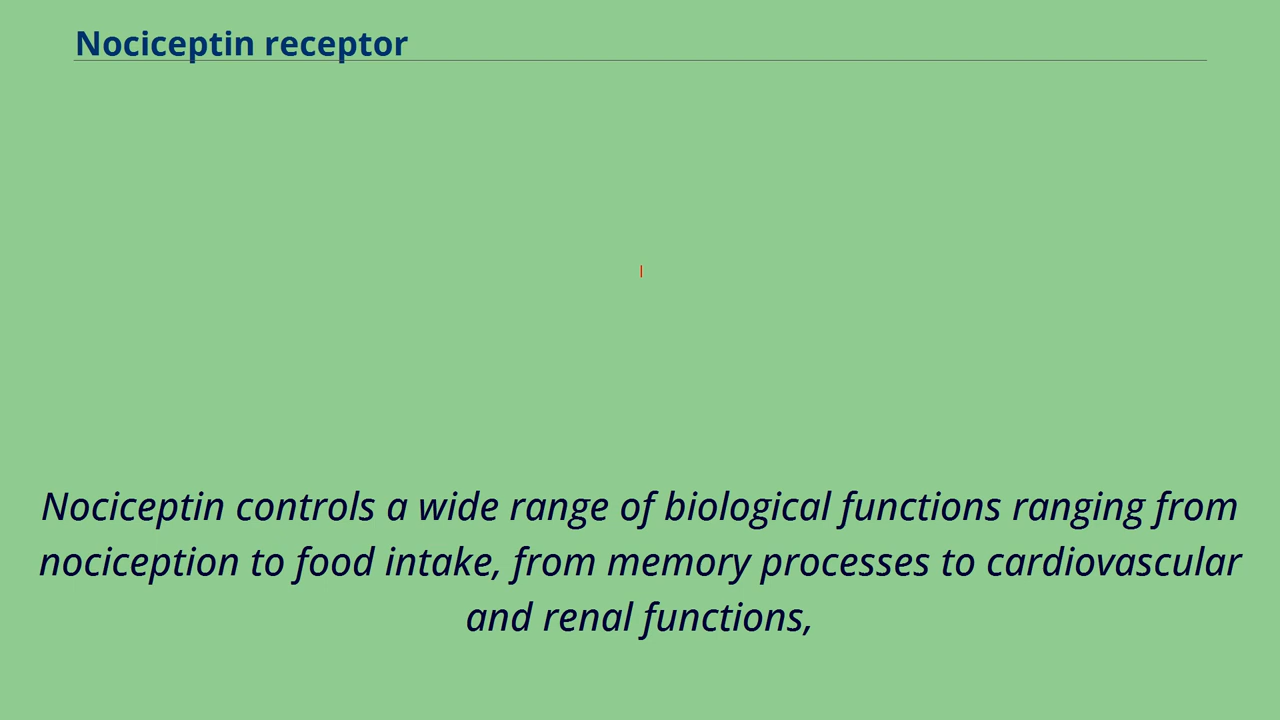 Nociceptin receptor
Nociceptin controls a wide range of biological functions ranging from
nociception to food intake, from memory processes to cardiovascular
and renal functions,